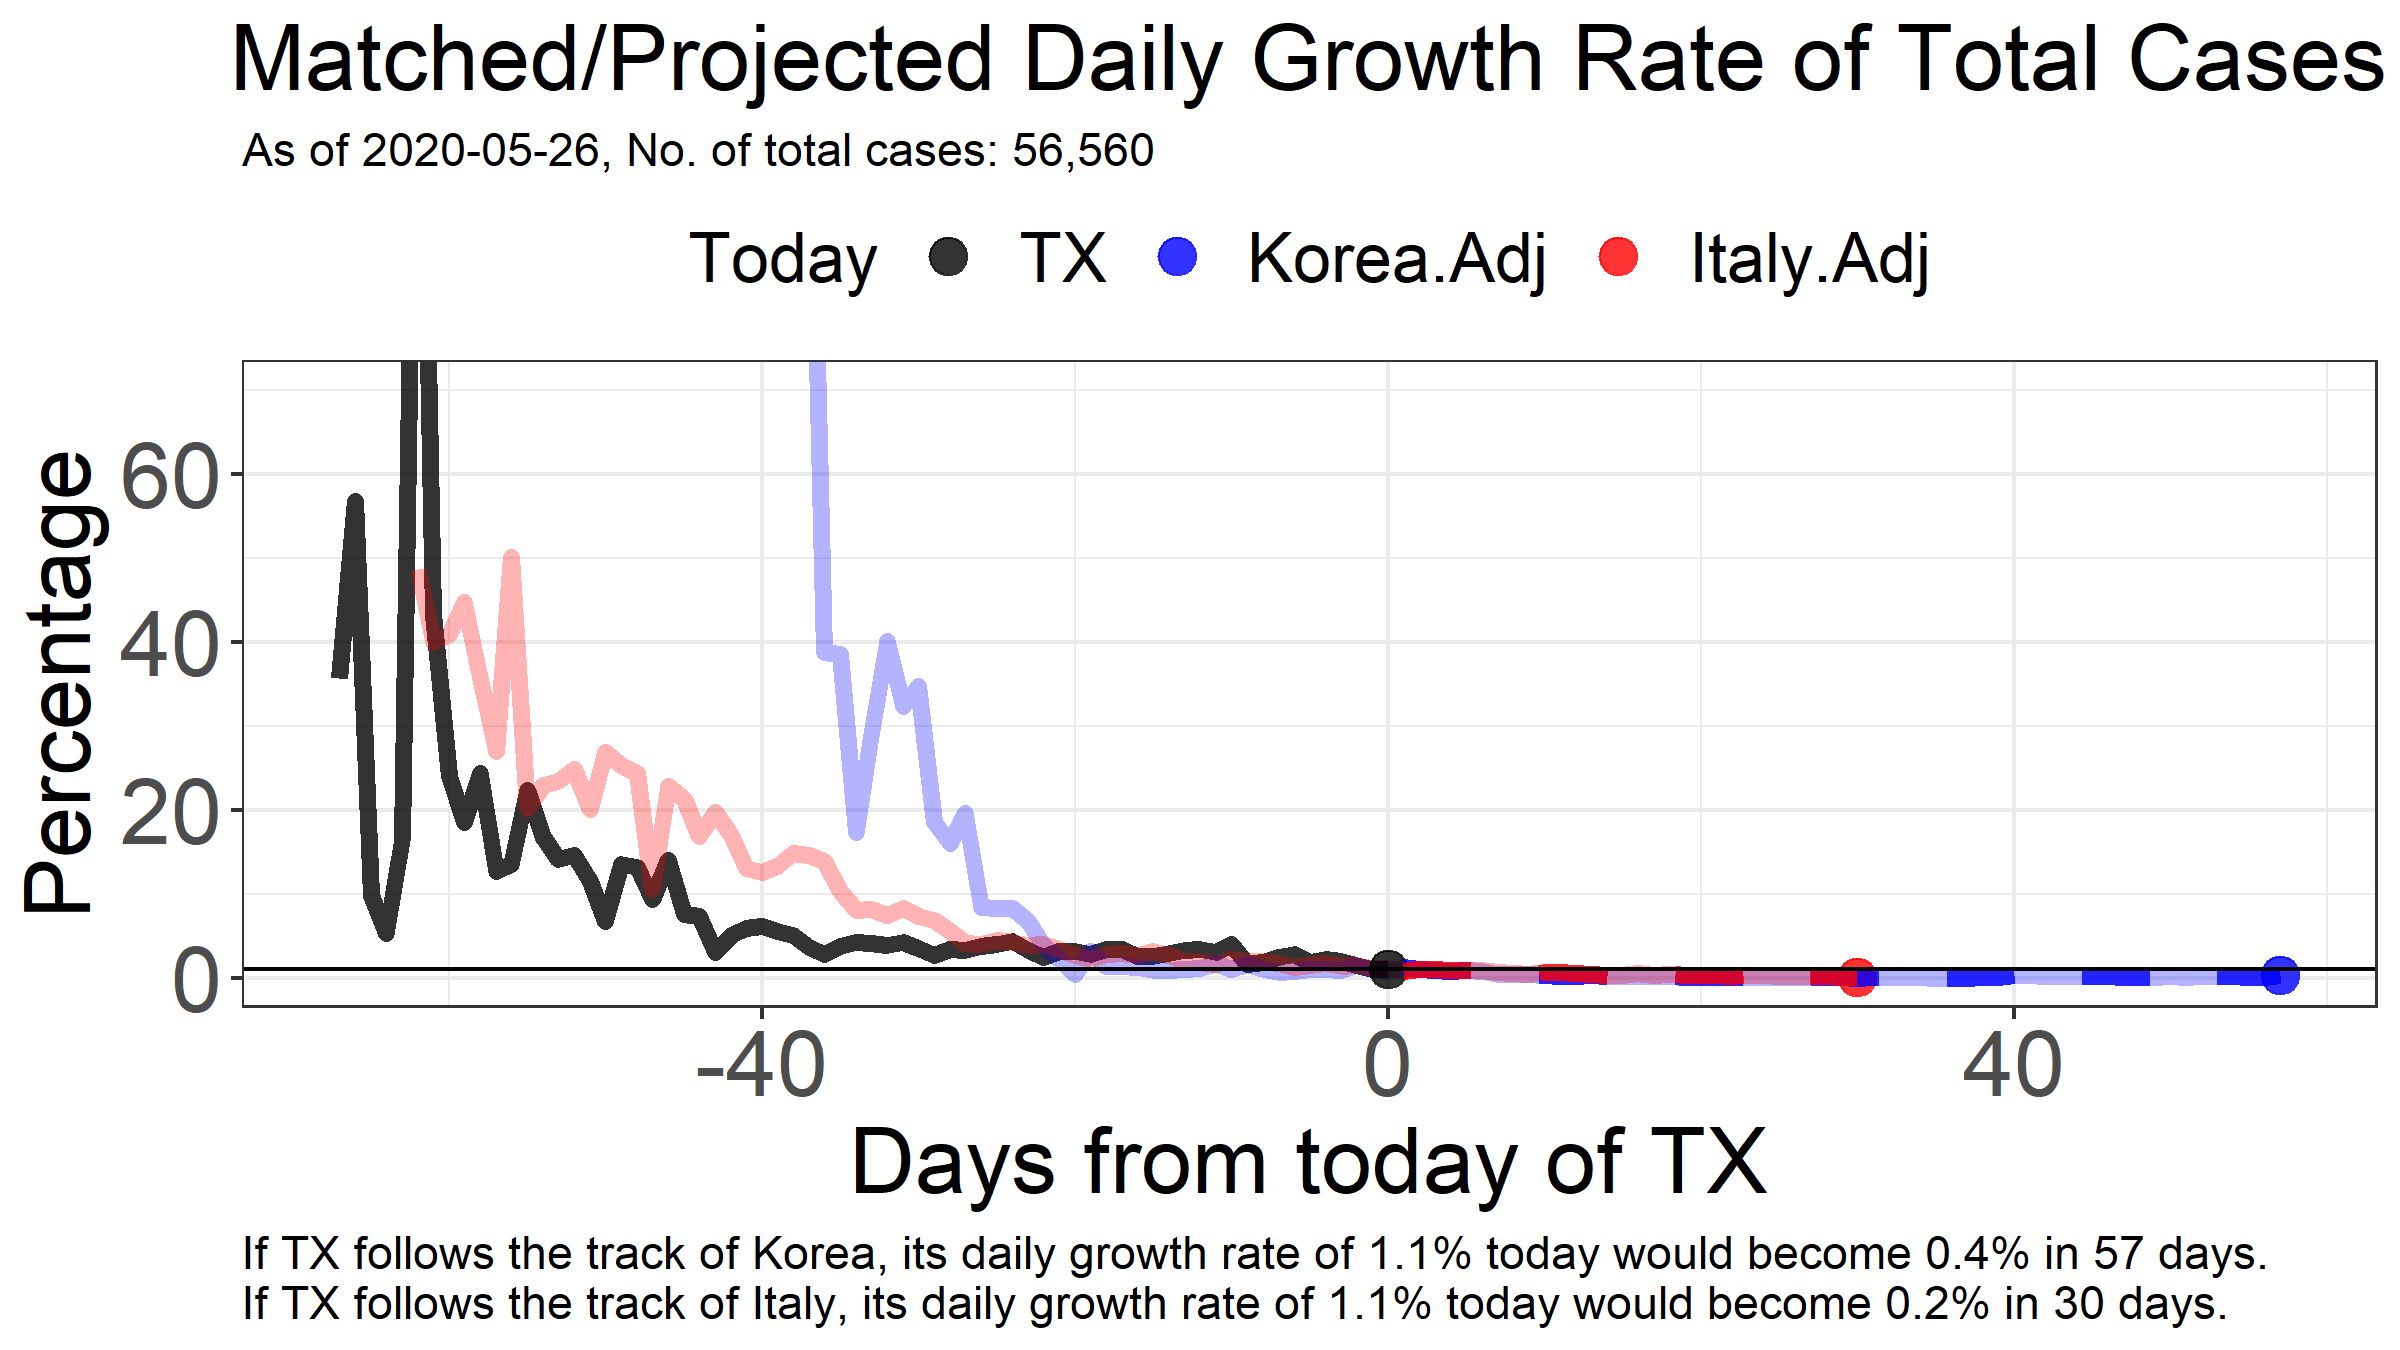 Matched/Projected Daily Growth Rate of Total Cases
As of 2020-05-26, No. of total cases: 56,560
Today TX Korea.Adj Italy.Adj
Percentage
60
40
20
0
-40 0 40
Days from today of TX
If TX follows the track of Korea, its daily growth rate of 1.1% today would become 0.4% in 57 days.
If TX follows the track of Italy, its daily growth rate of 1.1% today would become 0.2% in 30 days.